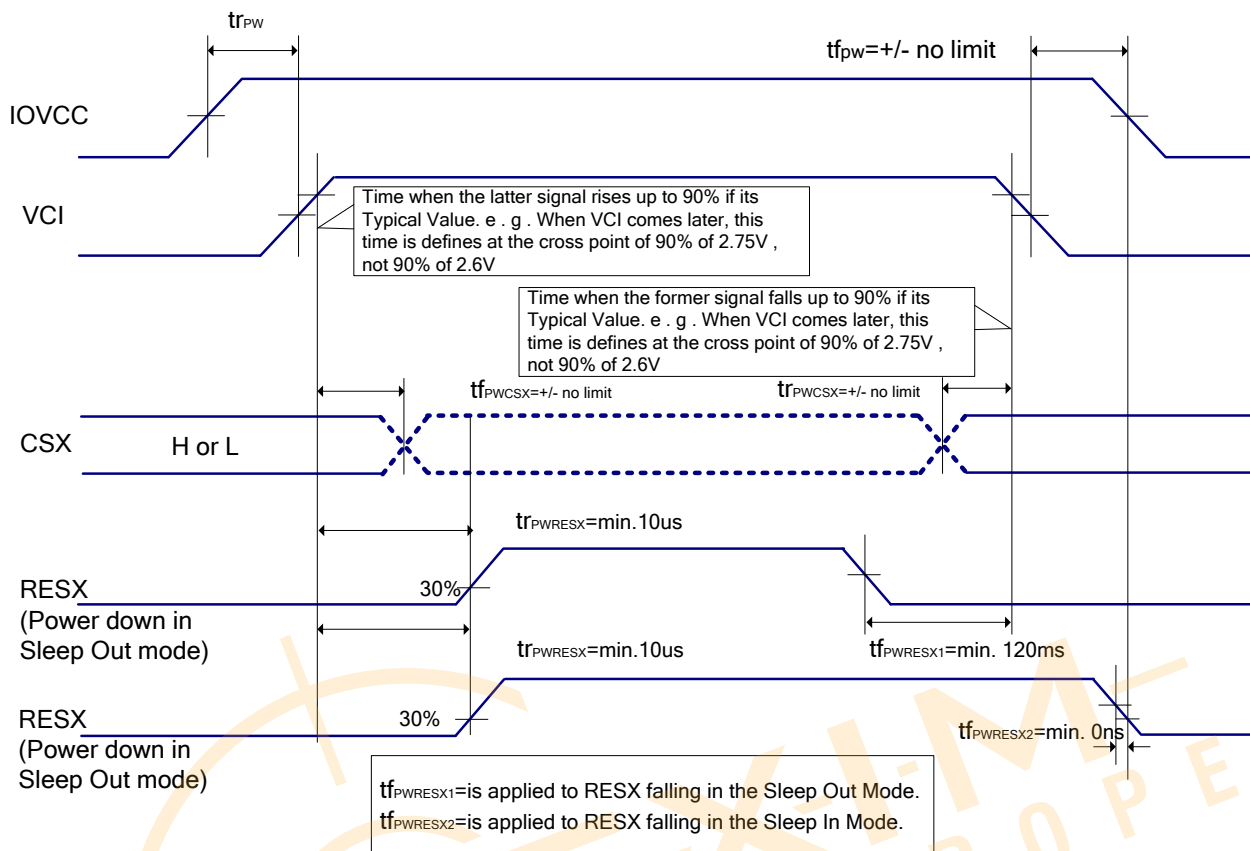 trPW
tfpw=+/- no limit
IOVCC
VCI
Time when the latter signal rises up to 90% if its
Typical Value. e . g . When VCI comes later, this
time is defines at the cross point of 90% of 2.75V ,
not 90% of 2.6V
Time when the former signal falls up to 90% if its
Typical Value. e . g . When VCI comes later, this
time is defines at the cross point of 90% of 2.75V ,
not 90% of 2.6V
tfPWCSX=+/- no limit
trPWCSX=+/- no limit
CSX
H or L
trPWRESX=min.10us
30%
RESX
(Power down in
Sleep Out mode)
trPWRESX=min.10us
tfPWRESX1=min. 120ms
30%
RESX
(Power down in
Sleep Out mode)
tfPWRESX2=min. 0ns
tfPWRESX1=is applied to RESX falling in the Sleep Out Mode.
tfPWRESX2=is applied to RESX falling in the Sleep In Mode.